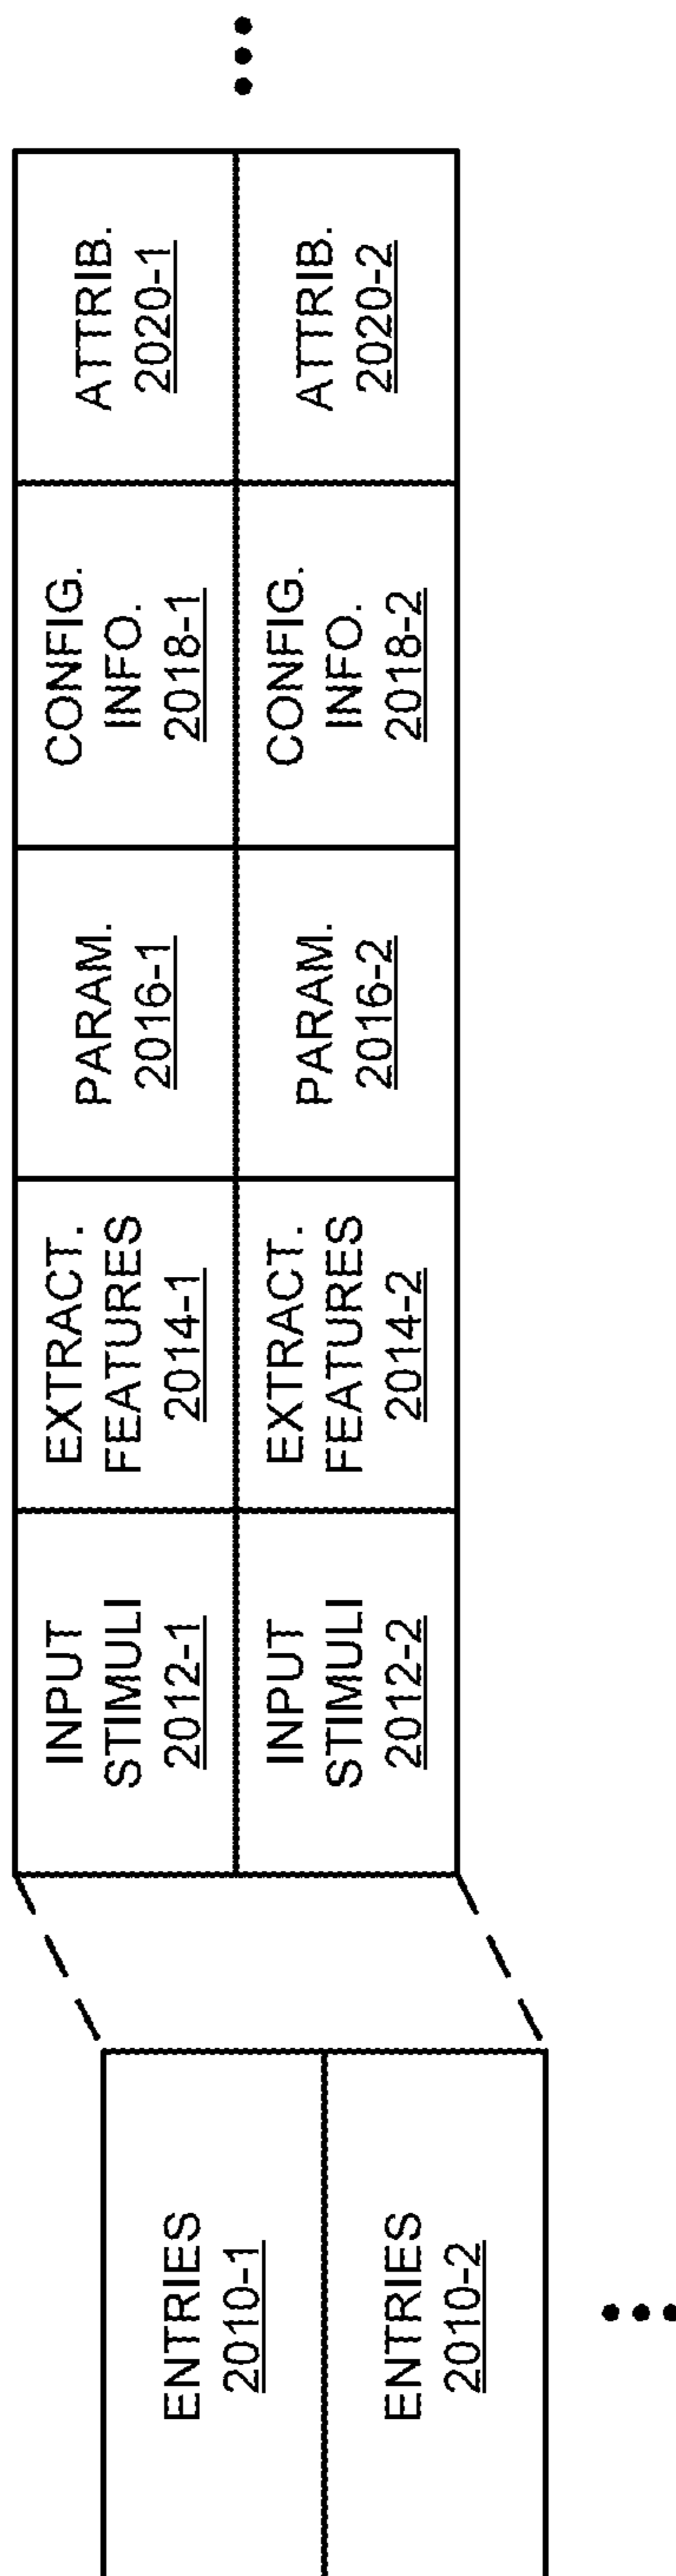 ENTRIES
2010-1
ENTRIES
2010-2
INPUT
STIMULI
2012-1
EXTRACT.
FEATURES
2014-1
PARAM.
2016-1
CONFIG.
INFO.
2018-1
ATTRIB.
2020-1
INPUT
STIMULI
2012-2
EXTRACT.
FEATURES
2014-2
PARAM.
2016-2
CONFIG.
INFO.
2018-2
ATTRIB.
2020-2